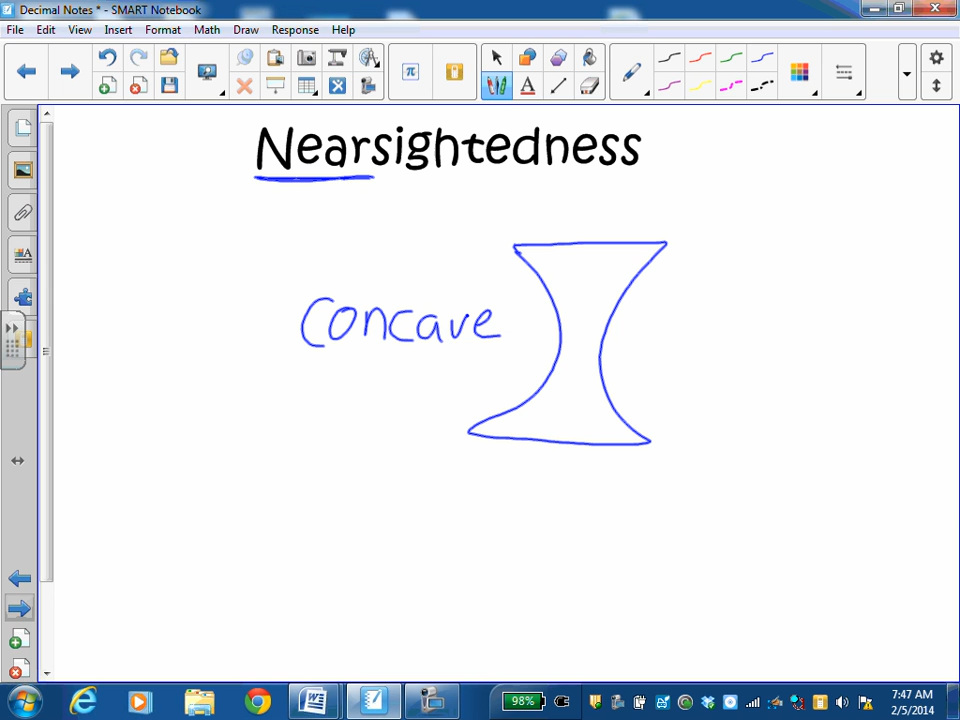 Decimal Notes * - SMART Notebook
File Edit View Insert Format Math Draw Response Help
Nearsightedness
Concave
98%
7:47 AM
2/5/2014